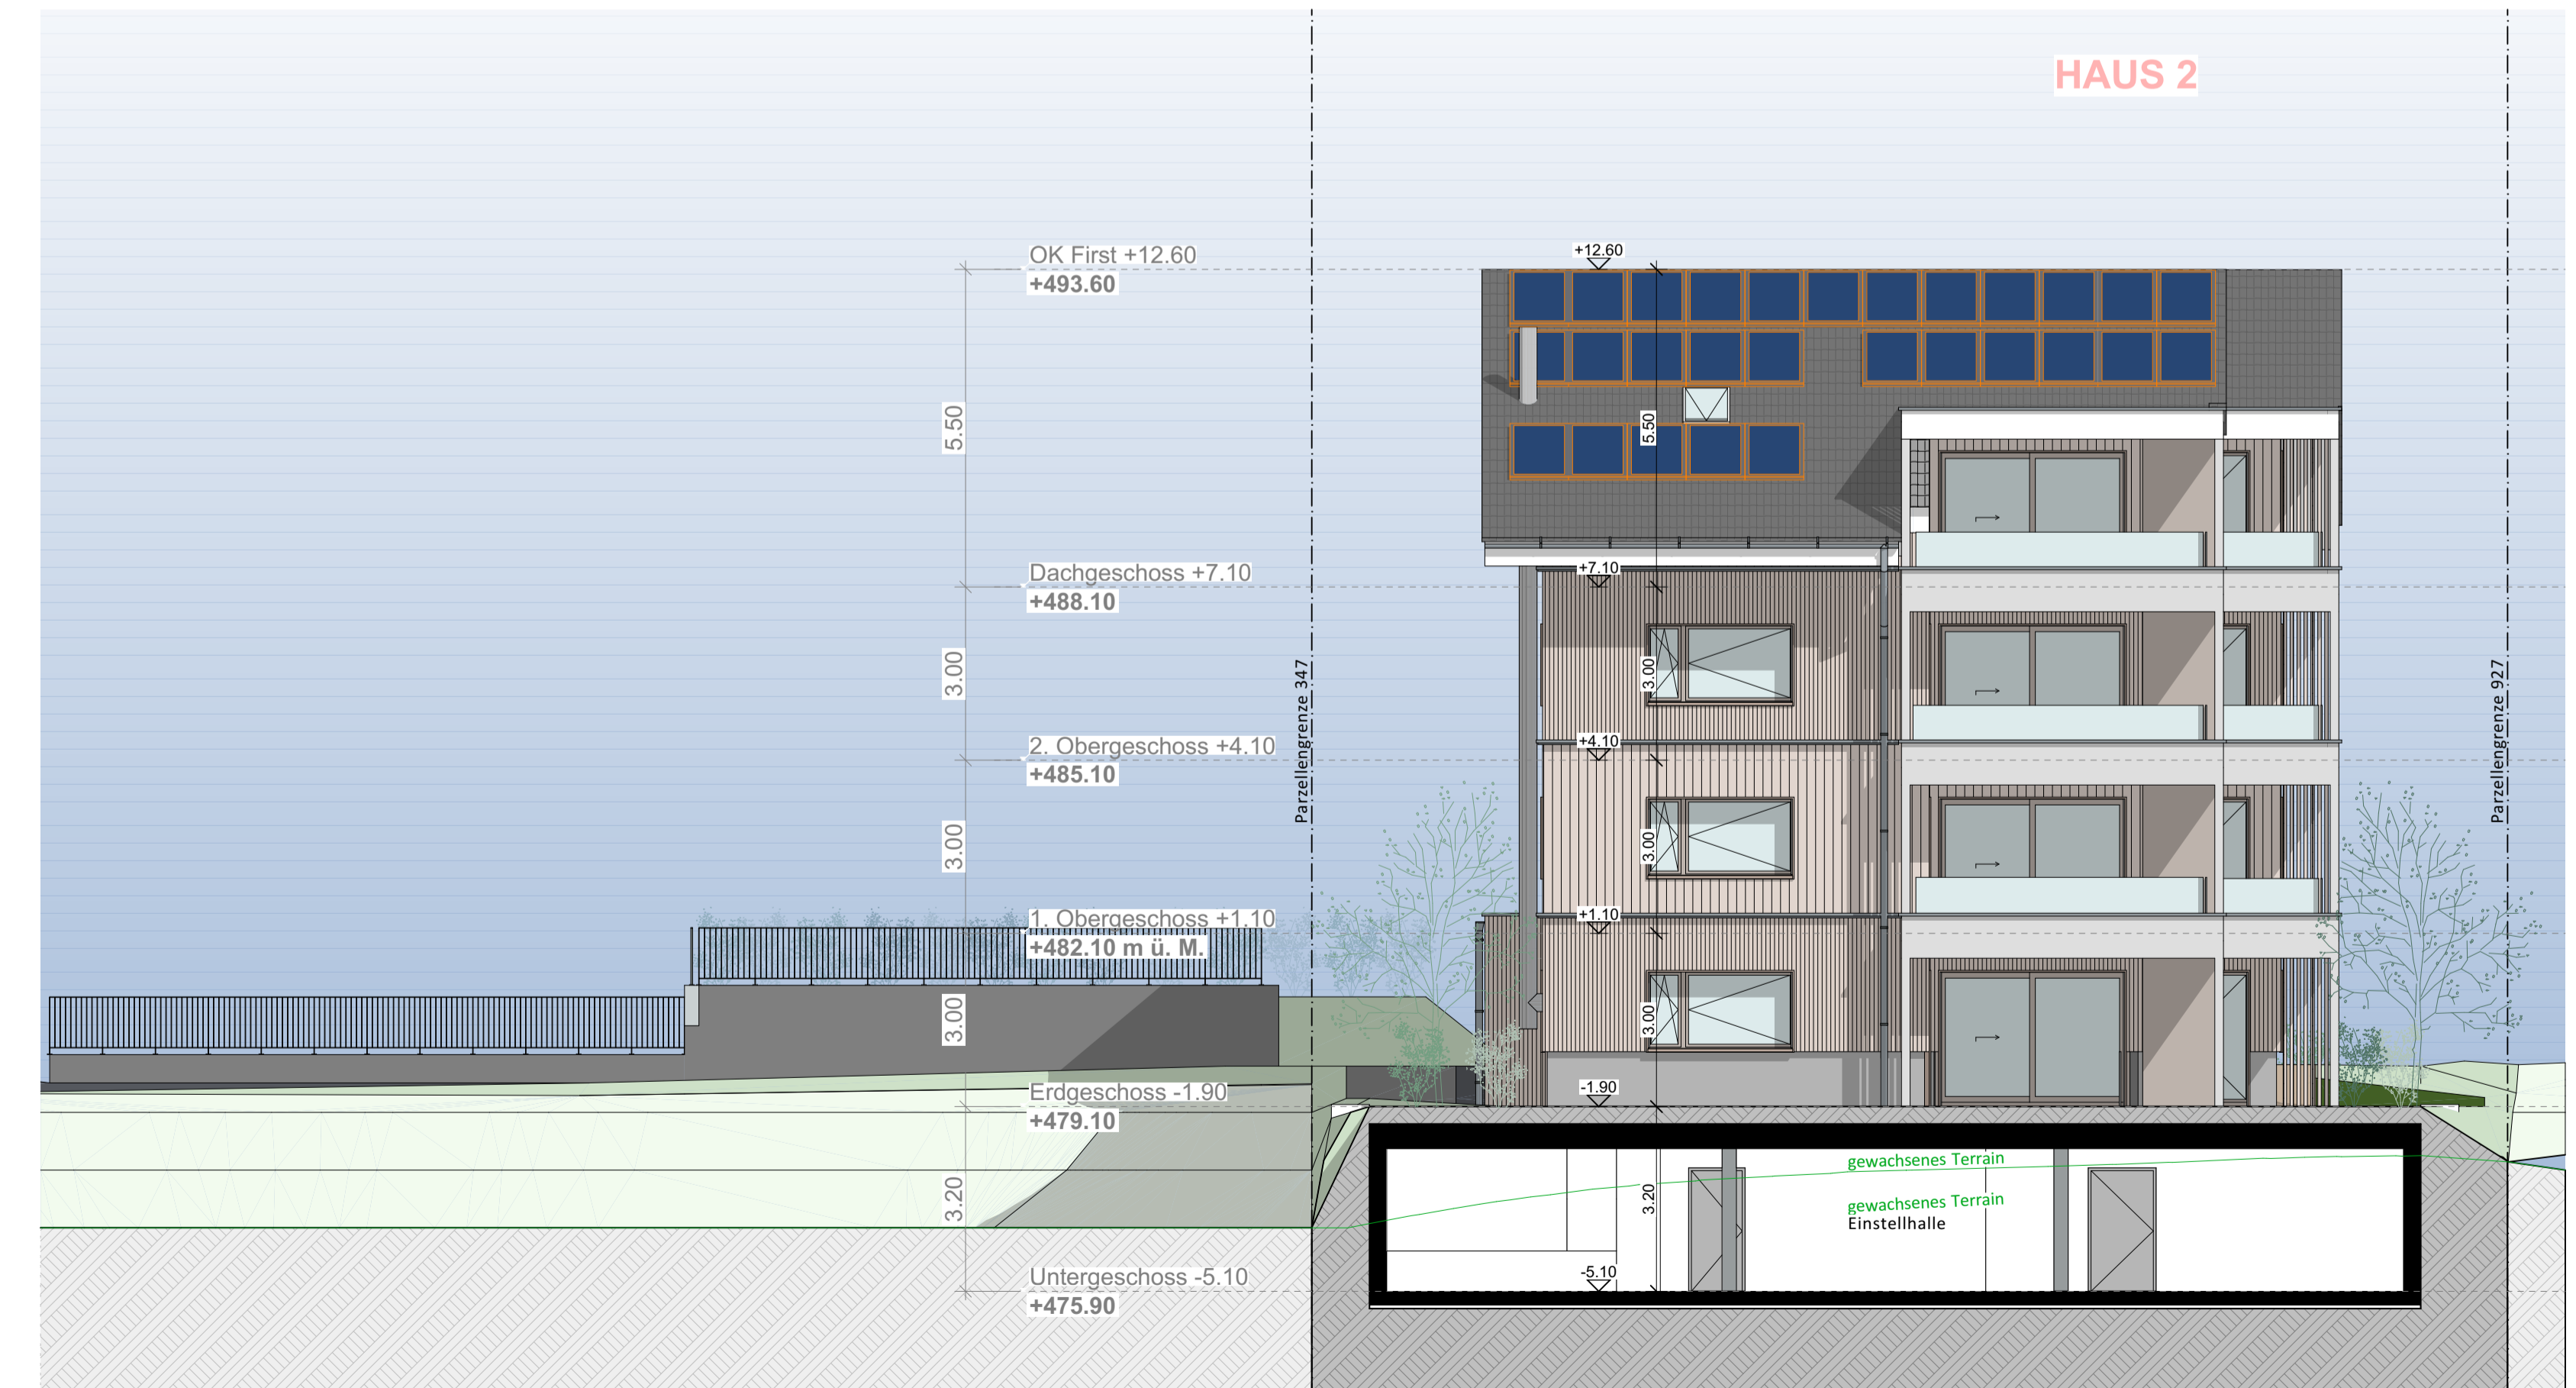 HAUS 2
OK First +12.60
+493.60
+12.60
5.50
5.50
Dachgeschoss +7.10
+488.10
+7.10
3.00
3.00
Parzellengrenze 347
Parzellengrenze 927
2. Obergeschoss +4.10
+485.10
+4.10
3.00
3.00
1. Obergeschoss +1.10
+482.10 m ü. M.
+1.10
3.00
3.00
Erdgeschoss -1.90
+479.10
-1.90
3.20
3.20
gewachsenes Terrain
gewachsenes Terrain
Einstellhalle
Untergeschoss -5.10
+475.90
-5.10